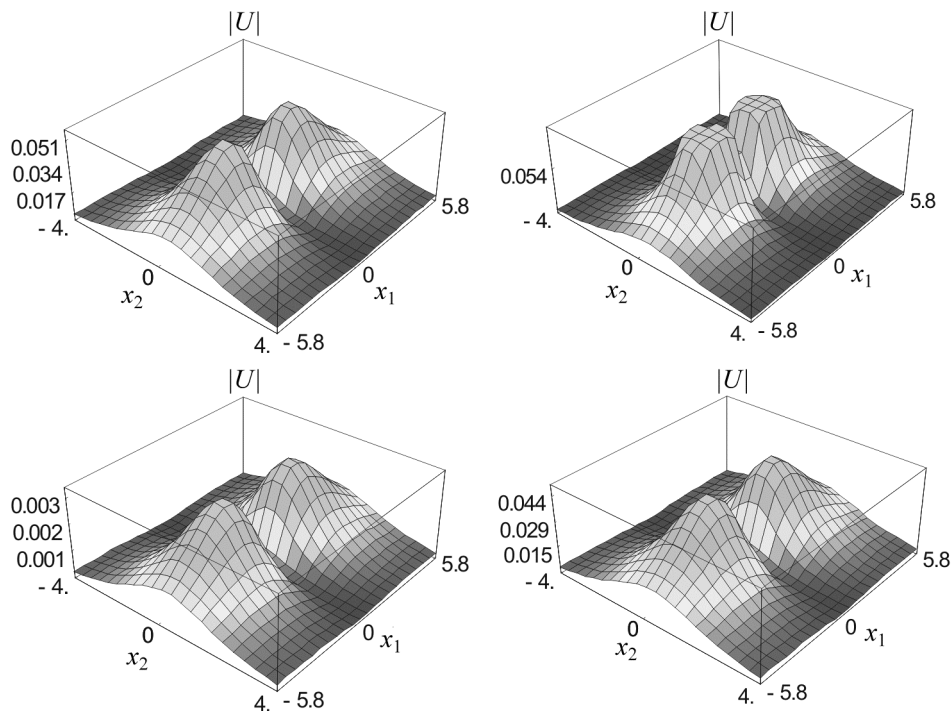 |U|
0.051
0.034
0.017
- 4.
0
x₂
4.
- 5.8
0
x₁
5.8
|U|
0.054
- 4.
0
x₂
4.
- 5.8
0
x₁
5.8
|U|
0.003
0.002
0.001
- 4.
0
x₂
4.
- 5.8
0
x₁
5.8
|U|
0.044
0.029
0.015
- 4.
0
x₂
4.
- 5.8
0
x₁
5.8